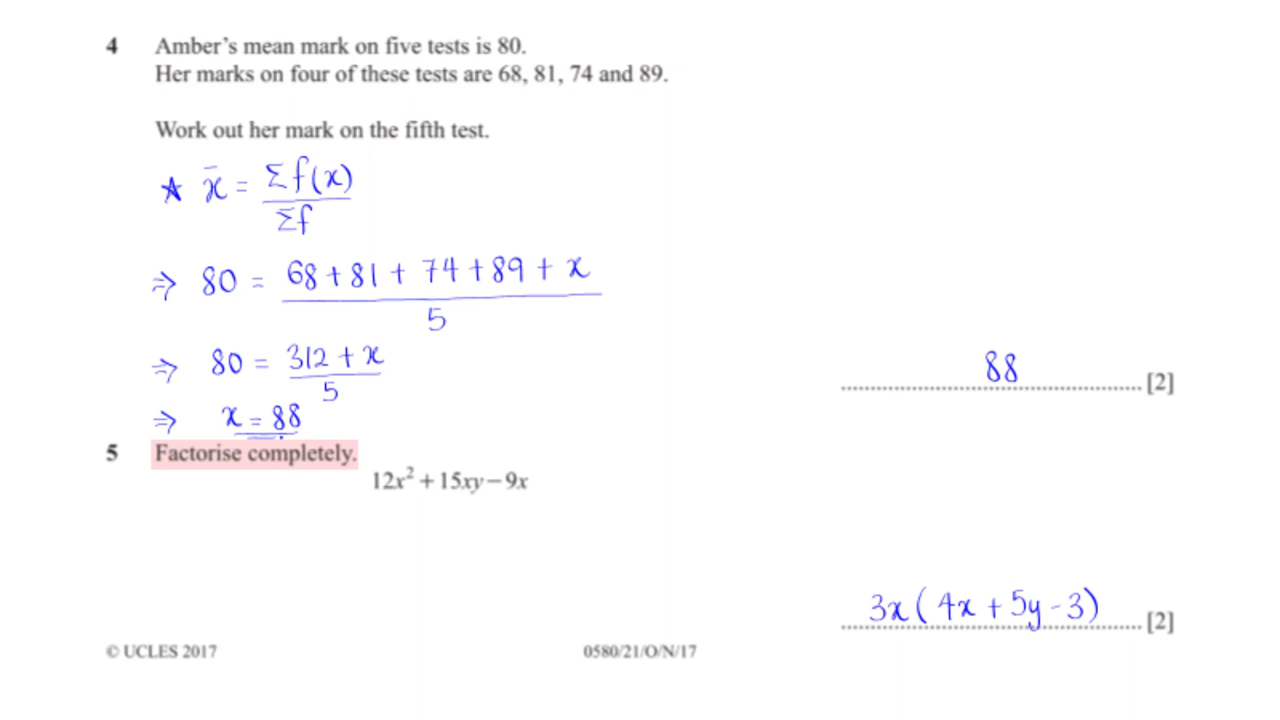 4 Amber's mean mark on five tests is 80.
Her marks on four of these tests are 68, 81, 74 and 89.
Work out her mark on the fifth test.
★ x̄ = Σf(x) / Σf
⇒ 80 = 68 + 81 + 74 + 89 + x / 5
⇒ 80 = 312 + x / 5
88 [2]
⇒ x = 88
5 Factorise completely.
12x² + 15xy − 9x
3x(4x + 5y - 3) [2]
© UCLES 2017 0580/21/O/N/17